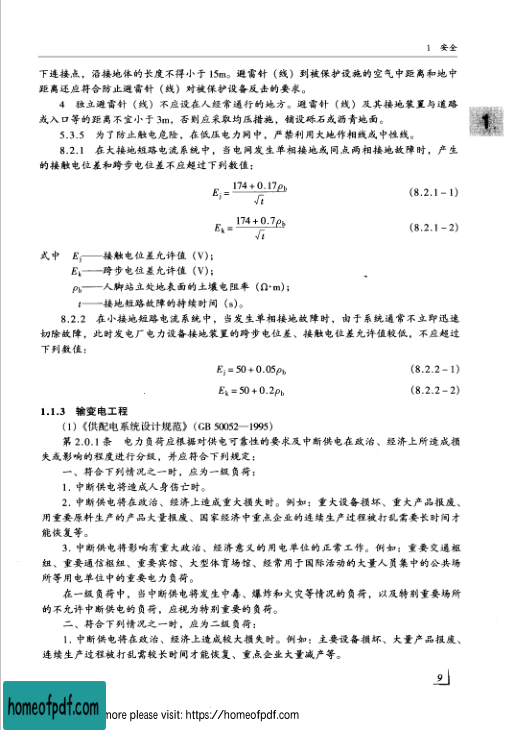 1 安全
下连接点，沿接地体的长度不得小于 15m。避雷针（线）到被保护设施的空气中距离和地中
距离还应符合防止避雷针（线）对被保护设备反击的要求。
4 独立避雷针（线）不应设在人经常通行的地方。避雷针（线）及其接地装置与道路
或入口等的距离不宜小于 3m，否则应采取均压措施，铺设砾石或沥青地面。
1
5.3.5 为了防止触电危险，在低压电力网中，严禁利用大地作相线或中性线。
8.2.1 在大接地短路电流系统中，当电网发生单相接地或同点两相接地故障时，产生
的接触电位差和跨步电位差不应超过下列数值：
Ej = (174 + 0.17ρb)/√t (8.2.1-1)
Ek = (174 + 0.7ρb)/√t (8.2.1-2)
式中 Ej——接触电位差允许值（V）；
Ek——跨步电位差允许值（V）；
ρb——人脚站立处地表面的土壤电阻率（Ω·m）；
t——接地短路故障的持续时间（s）。
8.2.2 在小接地短路电流系统中，当发生单相接地故障时，由于系统通常不立即迅速
切除故障，此时发电厂电力设备接地装置的跨步电位差、接触电位差允许值较低，不应超过
下列数值：
Ej = 50 + 0.05ρb (8.2.2-1)
Ek = 50 + 0.2ρb (8.2.2-2)
1.1.3 输变电工程
(1)《供配电系统设计规范》（GB 50052—1995）
第 2.0.1 条 电力负荷应根据对供电可靠性的要求及中断供电在政治、经济上所造成损
失或影响的程度进行分级，并应符合下列规定：
一、符合下列情况之一时，应为一级负荷：
1. 中断供电将造成人身伤亡时。
2. 中断供电将在政治、经济上造成重大损失时。例如：重大设备损坏、重大产品报废、
用重要原料生产的产品大量报废、国家经济中重点企业的连续生产过程被打乱需要长时间才
能恢复等。
3. 中断供电将影响有重大政治、经济意义的用电单位的正常工作。例如：重要交通枢
纽、重要通信枢纽、重要宾馆、大型体育场馆、经常用于国际活动的大量人员集中的公共场
所等用电单位中的重要电力负荷。
在一级负荷中，当中断供电将发生中毒、爆炸和火灾等情况的负荷，以及特别重要场所
的不允许中断供电的负荷，应视为特别重要的负荷。
二、符合下列情况之一时，应为二级负荷：
1. 中断供电将在政治、经济上造成较大损失时。例如：主要设备损坏、大量产品报废、
连续生产过程被打乱需较长时间才能恢复、重点企业大量减产等。
9
homeofpdf.com
more please visit: https://homeofpdf.com